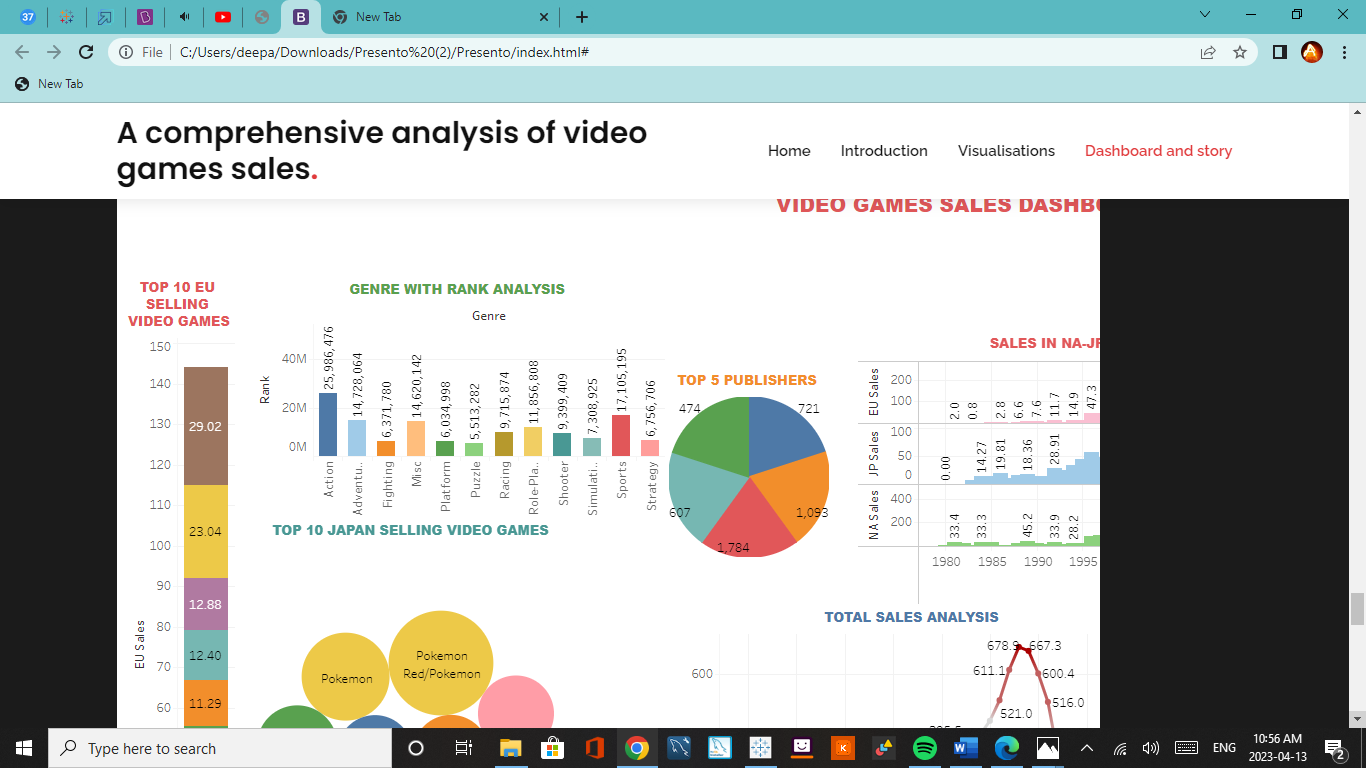 37
B
New Tab
File
C:/Users/deepa/Downloads/Presento%20(2)/Presento/index.html#
New Tab
A comprehensive analysis of video
games sales.
Home
Introduction
Visualisations
Dashboard and story
VIDEO GAMES SALES DASHBO
TOP 10 EU
SELLING
VIDEO GAMES
150
140
130
120
110
100
90
80
70
60
EU Sales
29.02
23.04
12.88
12.40
11.29
GENRE WITH RANK ANALYSIS
Genre
Rank
40M
20M
0M
25,986,476
14,728,064
6,371,780
14,620,142
6,034,998
5,513,282
9,715,874
11,856,808
9,399,409
7,308,925
17,105,195
6,756,706
Action
Adventu..
Fighting
Misc
Platform
Puzzle
Racing
Role-Pla..
Shooter
Simulati..
Sports
Strategy
TOP 10 JAPAN SELLING VIDEO GAMES
Pokemon
Pokemon
Red/Pokemon
TOP 5 PUBLISHERS
474
721
607
1,093
1,784
SALES IN NA-JP
EU Sales
200
100
2.0
0.8
2.8
6.6
7.6
11.7
14.9
47.3
JP Sales
100
50
0
0.00
14.27
19.81
18.36
28.91
NA Sales
400
200
33.4
33.3
45.2
33.9
28.2
1980
1985
1990
1995
TOTAL SALES ANALYSIS
600
678.9
667.3
611.1
600.4
521.0
516.0
Type here to search
ENG
10:56 AM
2023-04-13
2